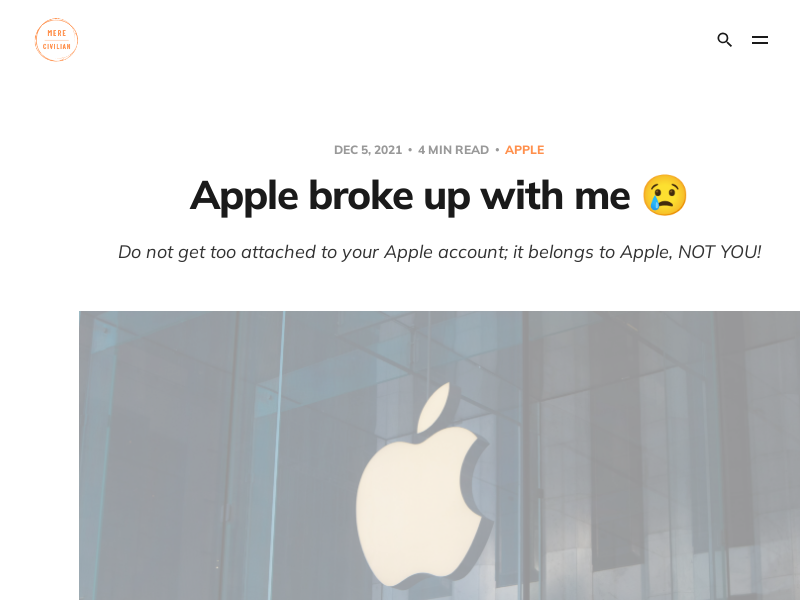 MERE
CIVILIAN
DEC 5, 2021 • 4 MIN READ • APPLE
Apple broke up with me 😢
Do not get too attached to your Apple account; it belongs to Apple, NOT YOU!